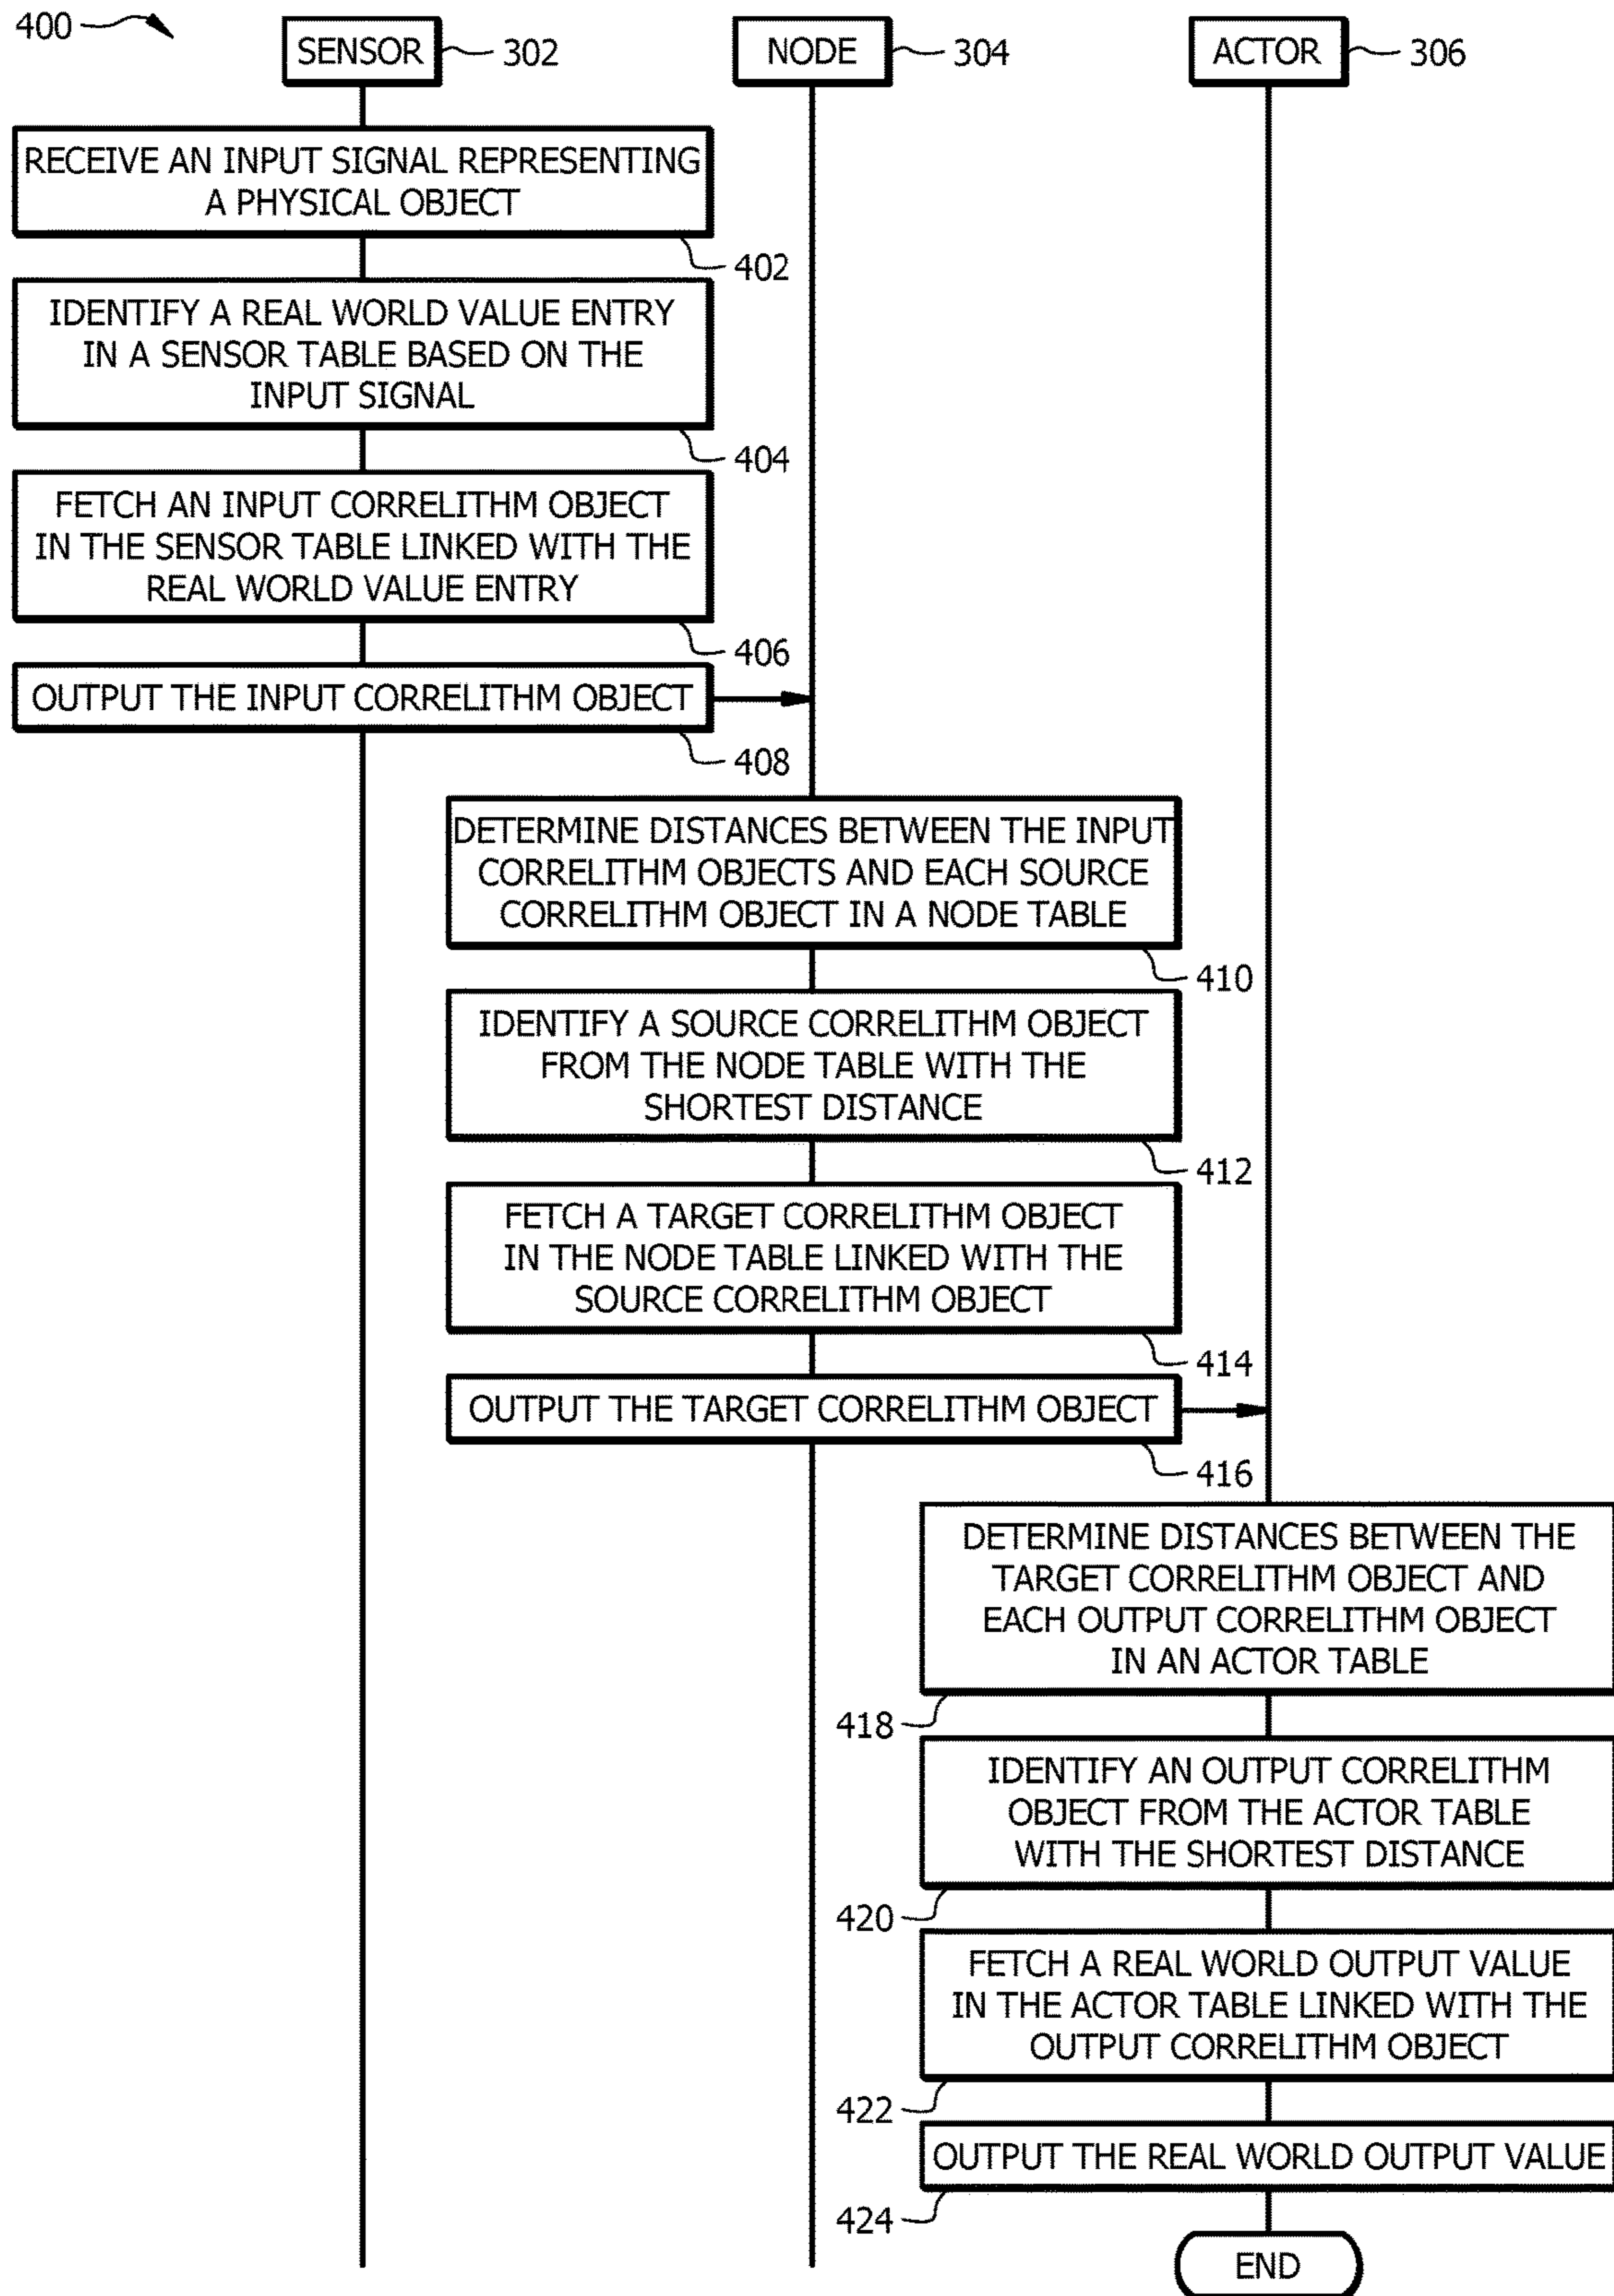 400
SENSOR
302
NODE
304
ACTOR
306
RECEIVE AN INPUT SIGNAL REPRESENTING
A PHYSICAL OBJECT
402
IDENTIFY A REAL WORLD VALUE ENTRY
IN A SENSOR TABLE BASED ON THE
INPUT SIGNAL
404
FETCH AN INPUT CORRELITHM OBJECT
IN THE SENSOR TABLE LINKED WITH THE
REAL WORLD VALUE ENTRY
406
OUTPUT THE INPUT CORRELITHM OBJECT
408
DETERMINE DISTANCES BETWEEN THE INPUT
CORRELITHM OBJECTS AND EACH SOURCE
CORRELITHM OBJECT IN A NODE TABLE
410
IDENTIFY A SOURCE CORRELITHM OBJECT
FROM THE NODE TABLE WITH THE
SHORTEST DISTANCE
412
FETCH A TARGET CORRELITHM OBJECT
IN THE NODE TABLE LINKED WITH THE
SOURCE CORRELITHM OBJECT
414
OUTPUT THE TARGET CORRELITHM OBJECT
416
DETERMINE DISTANCES BETWEEN THE
TARGET CORRELITHM OBJECT AND
EACH OUTPUT CORRELITHM OBJECT
IN AN ACTOR TABLE
418
IDENTIFY AN OUTPUT CORRELITHM
OBJECT FROM THE ACTOR TABLE
WITH THE SHORTEST DISTANCE
420
FETCH A REAL WORLD OUTPUT VALUE
IN THE ACTOR TABLE LINKED WITH THE
OUTPUT CORRELITHM OBJECT
422
OUTPUT THE REAL WORLD OUTPUT VALUE
424
END